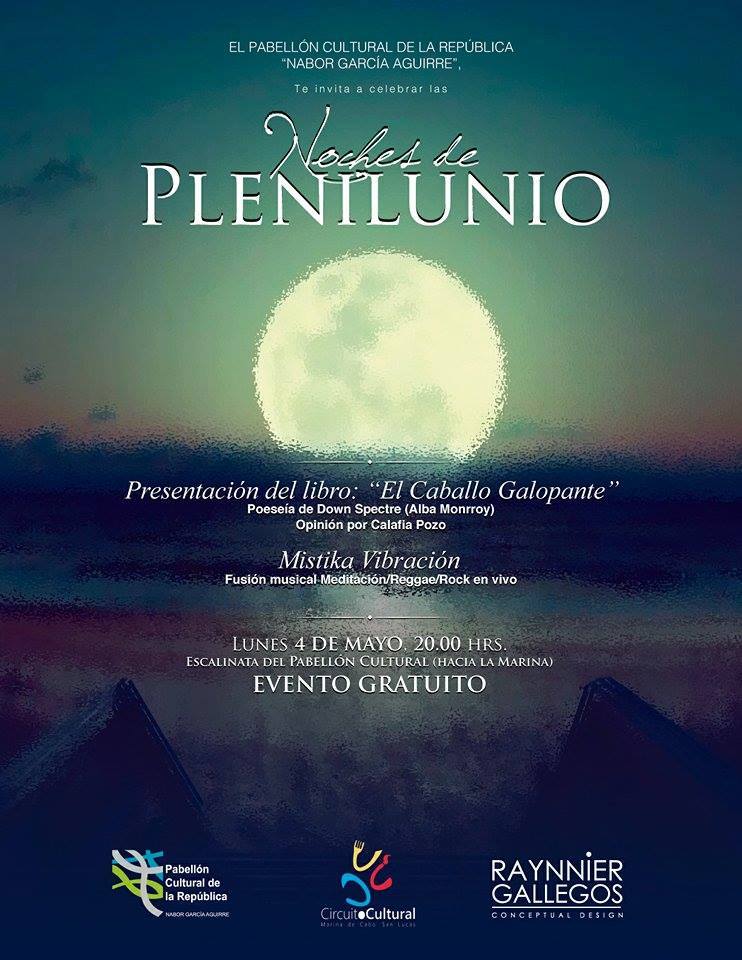 EL PABELLÓN CULTURAL DE LA REPÚBLICA
“NABOR GARCÍA AGUIRRE”,
Te invita a celebrar las
Noches de
PLENILUNIO
Presentación del libro: “El Caballo Galopante”
Poeseía de Down Spectre (Alba Monrroy)
Opinión por Calafia Pozo
Mistika Vibración
Fusión musical Meditación/Reggae/Rock en vivo
LUNES 4 DE MAYO, 20.00 HRS.
ESCALINATA DEL PABELLÓN CULTURAL (HACIA LA MARINA)
EVENTO GRATUITO
Pabellón
Cultural de
la República
NABOR GARCÍA AGUIRRE
Circuito Cultural
Marina de Cabo San Lucas
RAYNNIER
GALLEGOS
CONCEPTUAL DESIGN